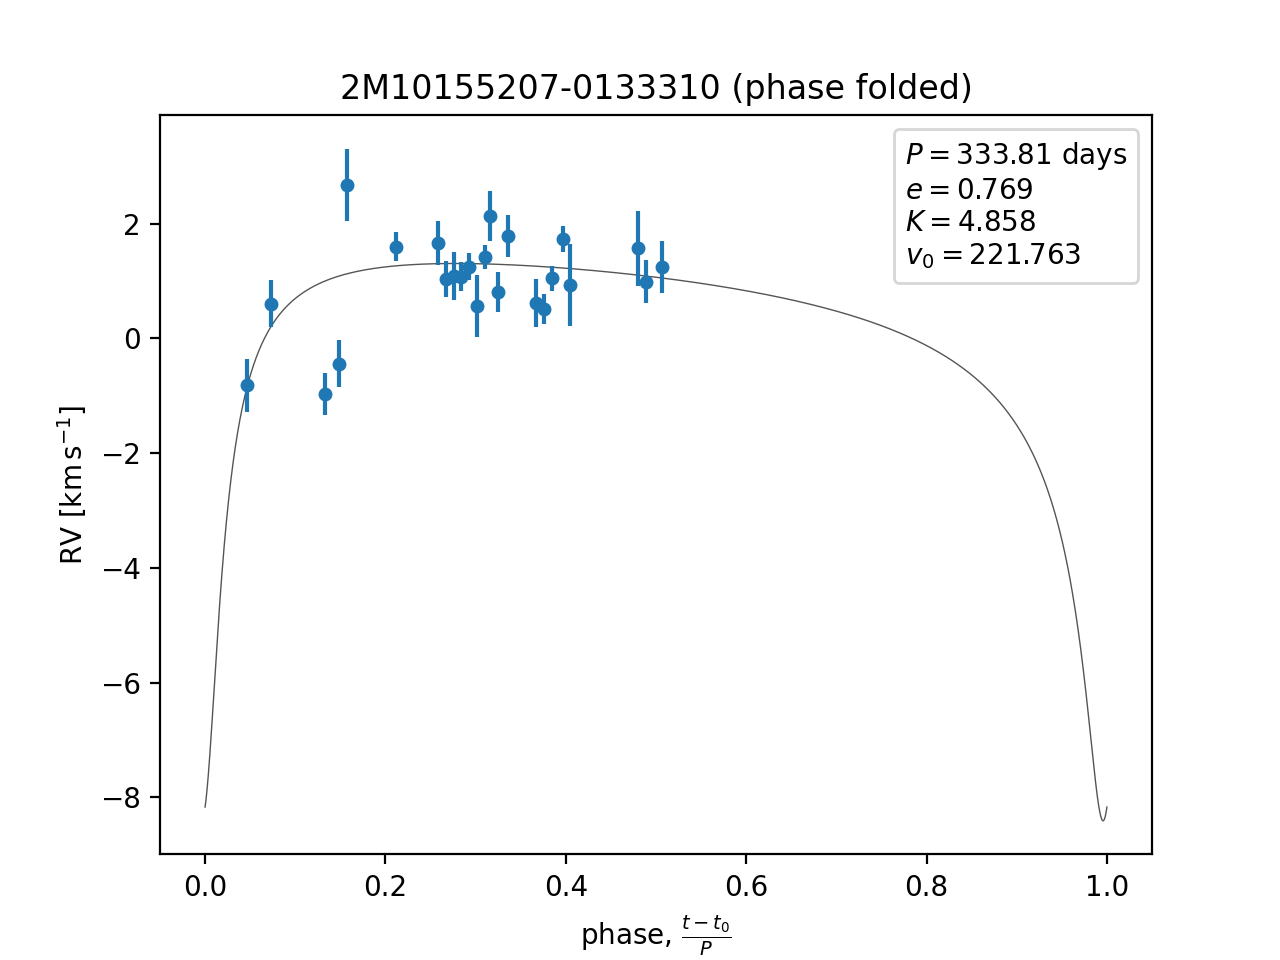 2M10155207-0133310 (phase folded)
P = 333.81 days
e = 0.769
K = 4.858
v₀ = 221.763
RV [km s⁻¹]
2
0
−2
−4
−6
−8
0.0 0.2 0.4 0.6 0.8 1.0
phase, (t − t₀)/P